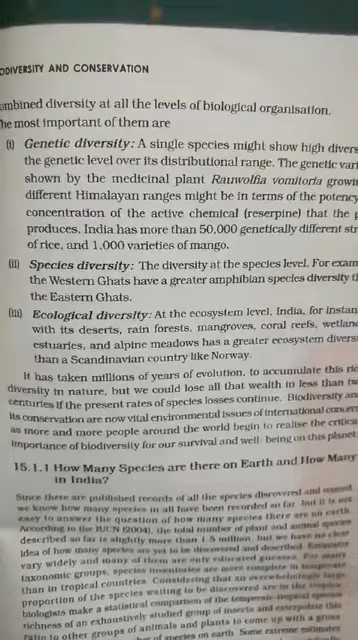 ODIVERSITY AND CONSERVATION
ombined diversity at all the levels of biological organisation.
he most important of them are
(i) Genetic diversity: A single species might show high divers
the genetic level over its distributional range. The genetic vari
shown by the medicinal plant Rauwolfia vomitoria growi
different Himalayan ranges might be in terms of the potency
concentration of the active chemical (reserpine) that the p
produces. India has more than 50,000 genetically different str
of rice, and 1,000 varieties of mango.
(ii) Species diversity: The diversity at the species level. For exam
the Western Ghats have a greater amphibian species diversity t
the Eastern Ghats.
(iii) Ecological diversity: At the ecosystem level, India, for instan
with its deserts, rain forests, mangroves, coral reefs, wetland
estuaries, and alpine meadows has a greater ecosystem divers
than a Scandinavian country like Norway.
It has taken millions of years of evolution, to accumulate this ric
diversity in nature, but we could lose all that wealth in less than tw
centuries if the present rates of species losses continue. Biodiversity an
its conservation are now vital environmental issues of international concern
as more and more people around the world begin to realise the critica
importance of biodiversity for our survival and well- being on this planet
15.1.1 How Many Species are there on Earth and How Many
in India?
Since there are published records of all the species discovered and named,
we know how many species in all have been recorded so far, but it is not
easy to answer the question of how many species there are on earth.
According to the IUCN (2004), the total number of plant and animal species
described so far is slightly more than 1.5 million, but we have no clear
idea of how many species are yet to be discovered and described. Estimates
vary widely and many of them are only educated guesses. For many
taxonomic groups, species inventories are more complete in temperate
than in tropical countries. Considering that an overwhelmingly large
proportion of the species waiting to be discovered are in the tropics,
biologists make a statistical comparison of the temperate-tropical species
richness of an exhaustively studied group of insects and extrapolate this
ratio to other groups of animals and plants to come up with a gross
of species on earth. Some extreme estimates